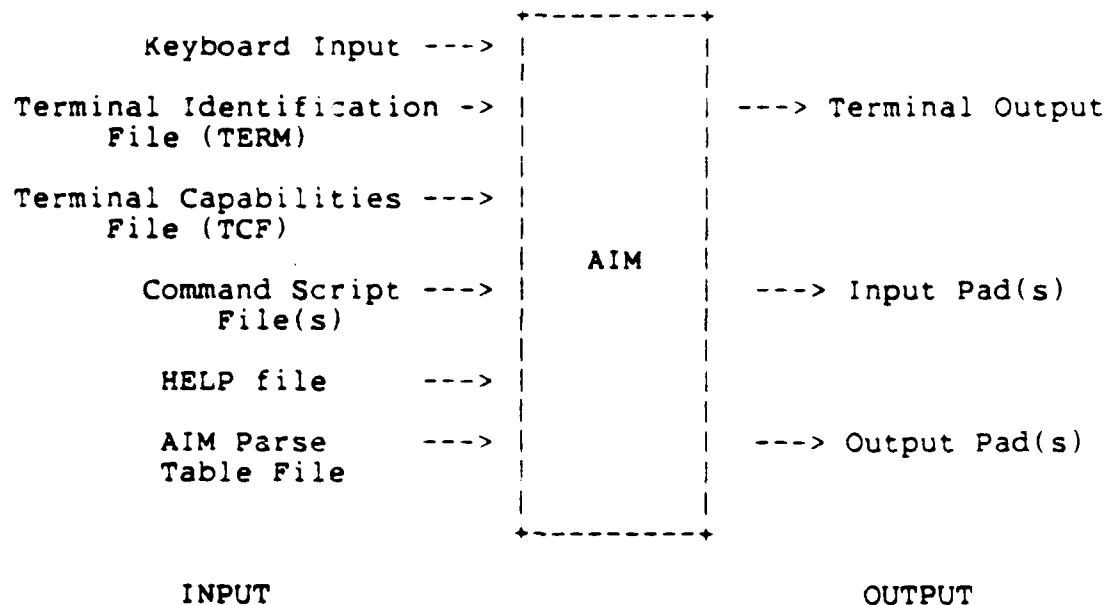 +---------+
Keyboard Input ---> |         |
Terminal Identification -> |         | ---> Terminal Output
File (TERM) |         |
Terminal Capabilities ---> |         |
File (TCF) |         |
| AIM |
Command Script ---> |         | ---> Input Pad(s)
File(s) |         |
HELP file ---> |         |
AIM Parse ---> |         | ---> Output Pad(s)
Table File |         |
+---------+
INPUT OUTPUT